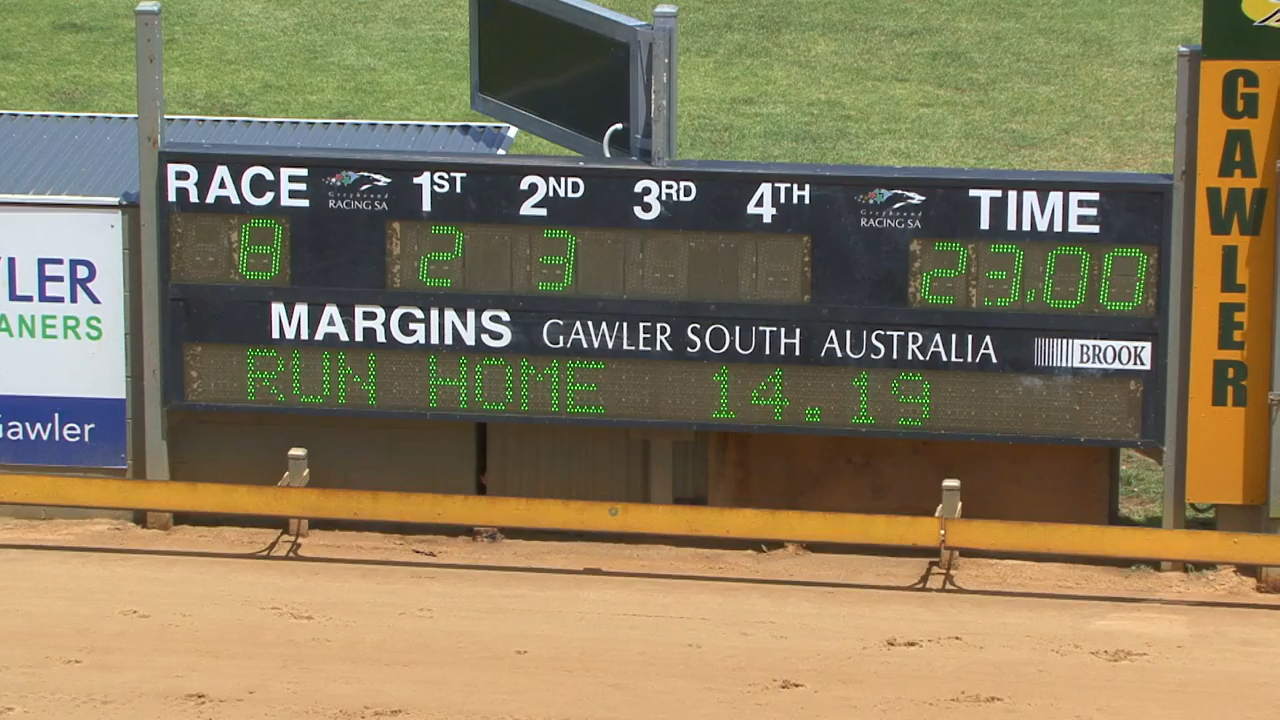 RACE 1ST 2ND 3RD 4TH TIME
Greyhound RACING SA Greyhound RACING SA
8 2 3 23.00
MARGINS GAWLER SOUTH AUSTRALIA BROOK
RUN HOME 14.19
LER
ANERS
Gawler
GAWLER